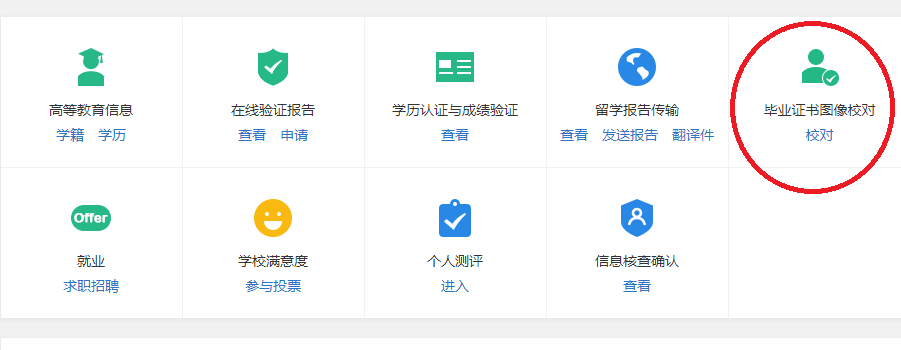 高等教育信息
学籍 学历
在线验证报告
查看 申请
学历认证与成绩验证
查看
留学报告传输
查看 发送报告 翻译件
毕业证书图像校对
校对
Offer
就业
求职招聘
学校满意度
参与投票
个人测评
进入
信息核查确认
查看